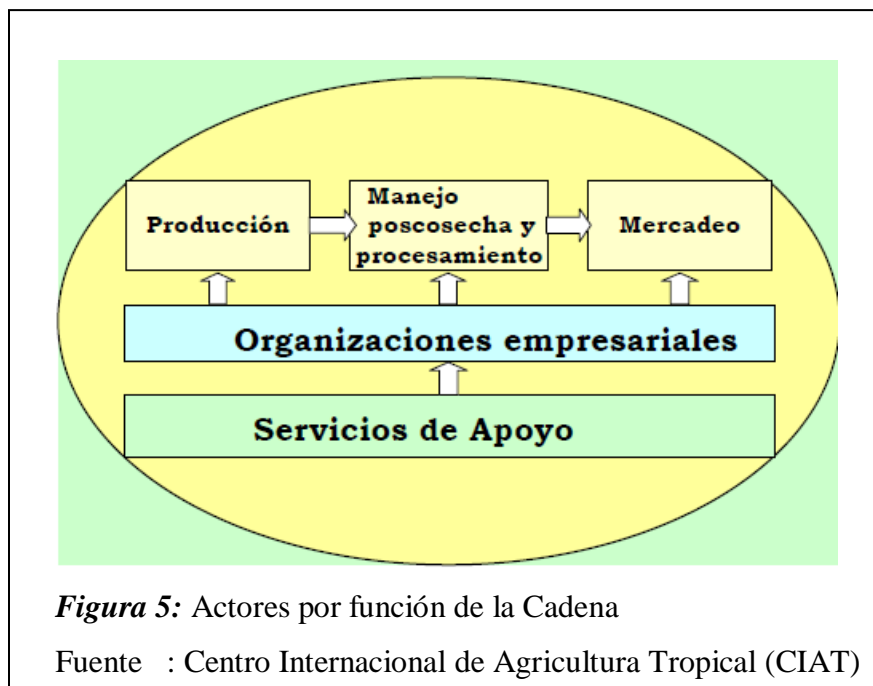 Producción
Manejo
poscosecha y
procesamiento
Mercadeo
Organizaciones empresariales
Servicios de Apoyo
Figura 5: Actores por función de la Cadena
Fuente : Centro Internacional de Agricultura Tropical (CIAT)